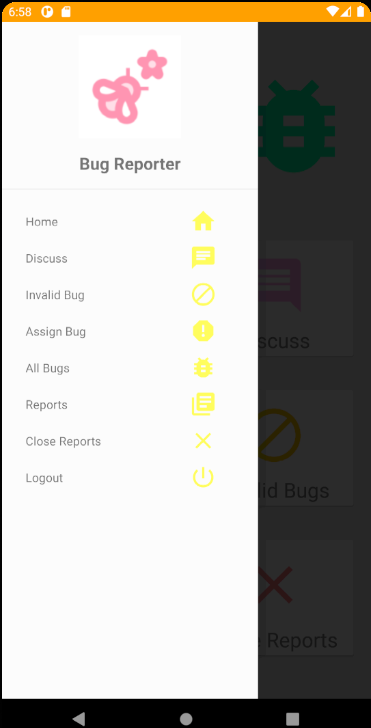 6:58
Bug Reporter
Home
Discuss
Invalid Bug
Assign Bug
All Bugs
Reports
Close Reports
Logout
scuss
lid Bugs
Reports